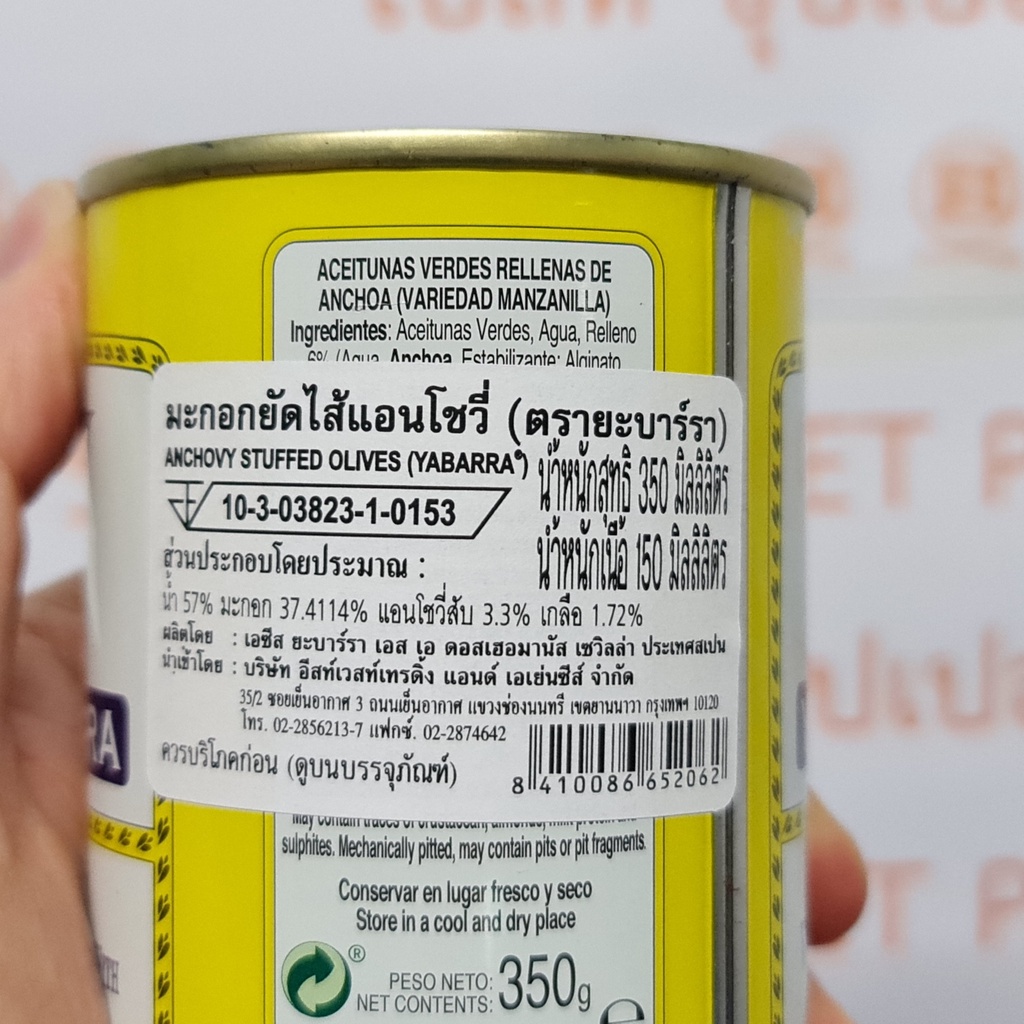 ACEITUNAS VERDES RELLENAS DE
ANCHOA (VARIEDAD MANZANILLA)
Ingredientes: Aceitunas Verdes, Agua, Relleno
6% (Agua, Anchoa, Estabilizante: Alginato
มะกอกยัดไส้แอนโชวี่ (ตรายะบาร์รา)
ANCHOVY STUFFED OLIVES (YABARRA)
น้ำหนักสุทธิ 350 มิลลิลิตร
10-3-03823-1-0153
น้ำหนักเนื้อ 150 มิลลิลิตร
ส่วนประกอบโดยประมาณ :
น้ำ 57% มะกอก 37.4114% แอนโชวี่สับ 3.3% เกลือ 1.72%
ผลิตโดย : เอซีส ยะบาร์รา เอส เอ ดอสเฮอมานัส เซวิลล่า ประเทศสเปน
นำเข้าโดย : บริษัท อีสท์เวสท์เทรดิ้ง แอนด์ เอเย่นซีส์ จำกัด
35/2 ซอยเย็นอากาศ 3 ถนนเย็นอากาศ แขวงช่องนนทรี เขตยานนาวา กรุงเทพฯ 10120
โทร. 02-2856213-7 แฟกซ์. 02-2874642
ควรบริโภคก่อน (ดูบนบรรจุภัณฑ์)
8 410086 652062
RA
may contain traces of crustacean, almonds, milk protein and
sulphites. Mechanically pitted, may contain pits or pit fragments.
Conservar en lugar fresco y seco
Store in a cool and dry place
PESO NETO: 350g
NET CONTENTS:
e